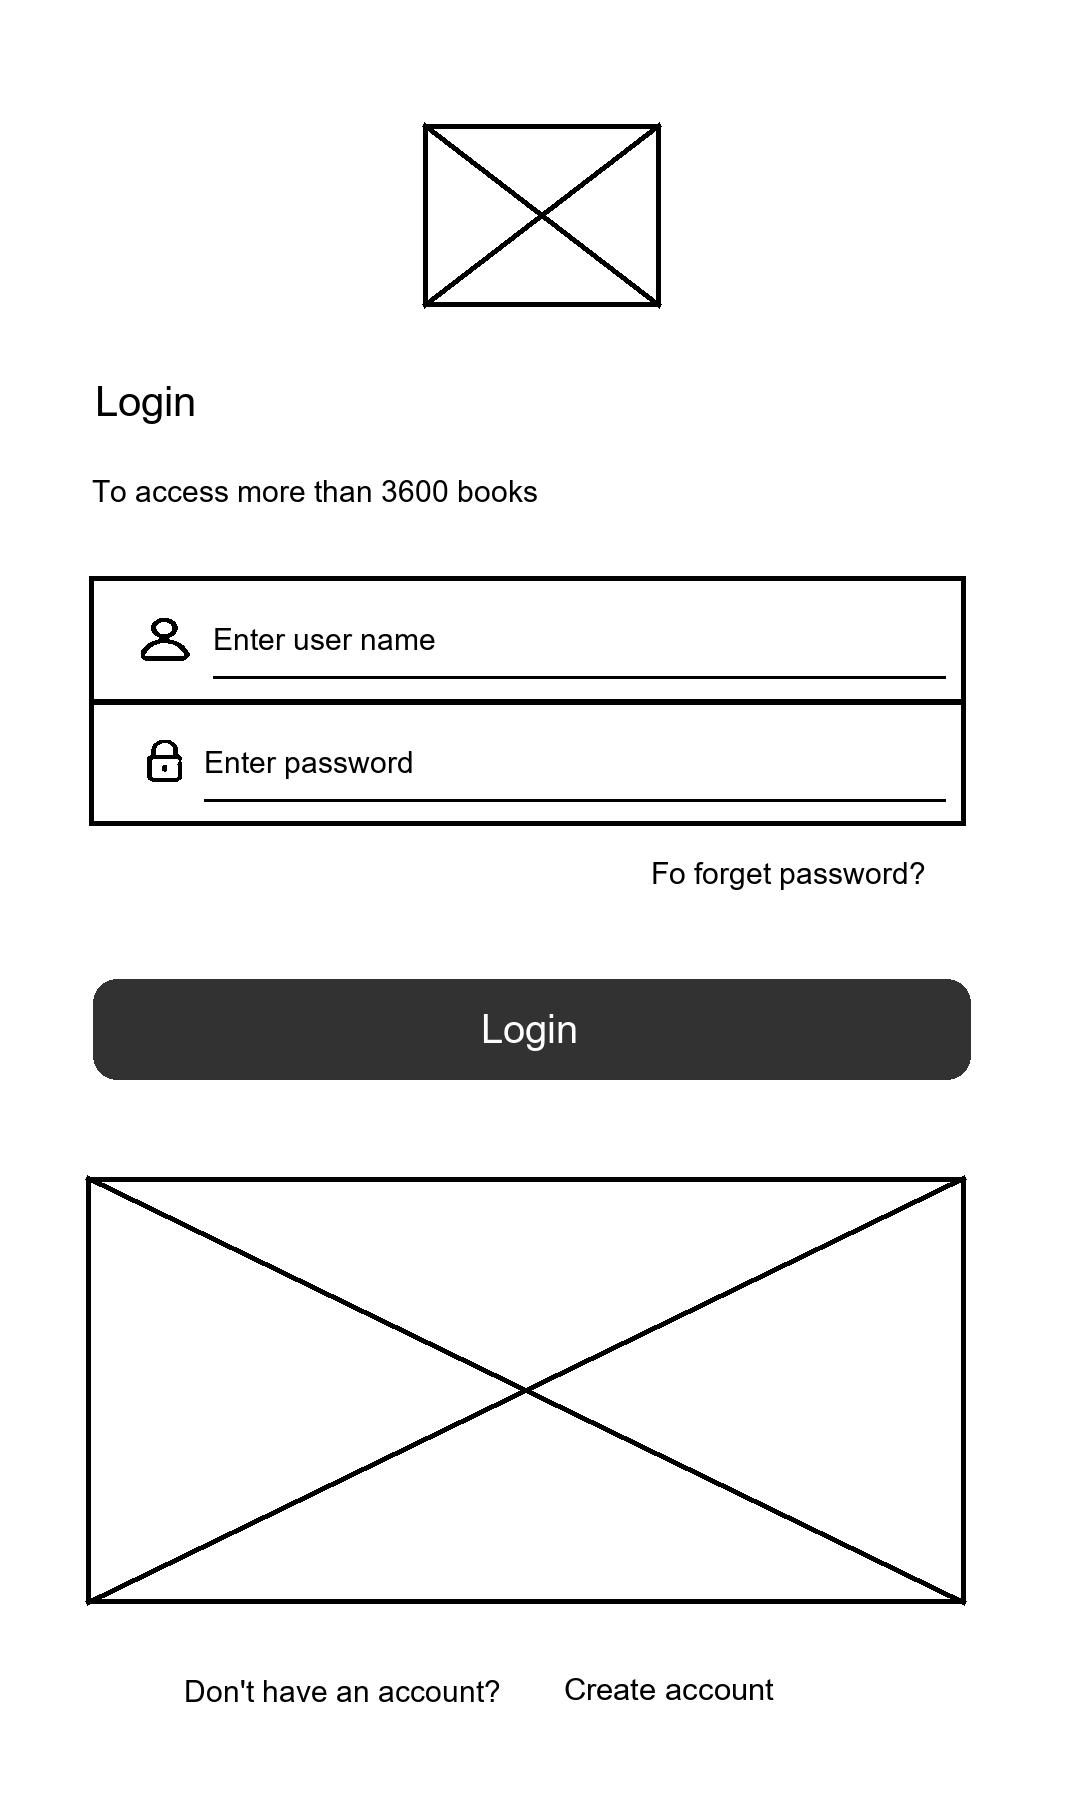 Login
To access more than 3600 books
Enter user name
Enter password
Fo forget password?
Login
Don't have an account? Create account